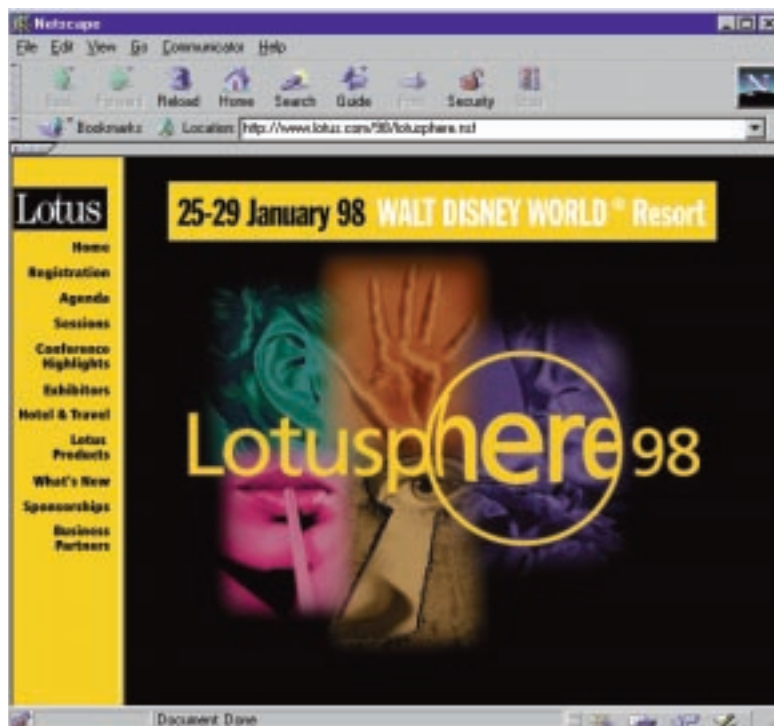 Netscape
File Edit View Go Communicator Help
Back Forward Reload Home Search Guide Print Security Stop
Bookmarks Location: http://www.lotus.com/98/lotusphere.nsf
Lotus
25-29 January 98 WALT DISNEY WORLD® Resort
Home
Registration
Agenda
Sessions
Conference
Highlights
Exhibitors
Hotel & Travel
Lotus
Products
What's New
Sponsorships
Business
Partners
Lotusphere98
Document: Done